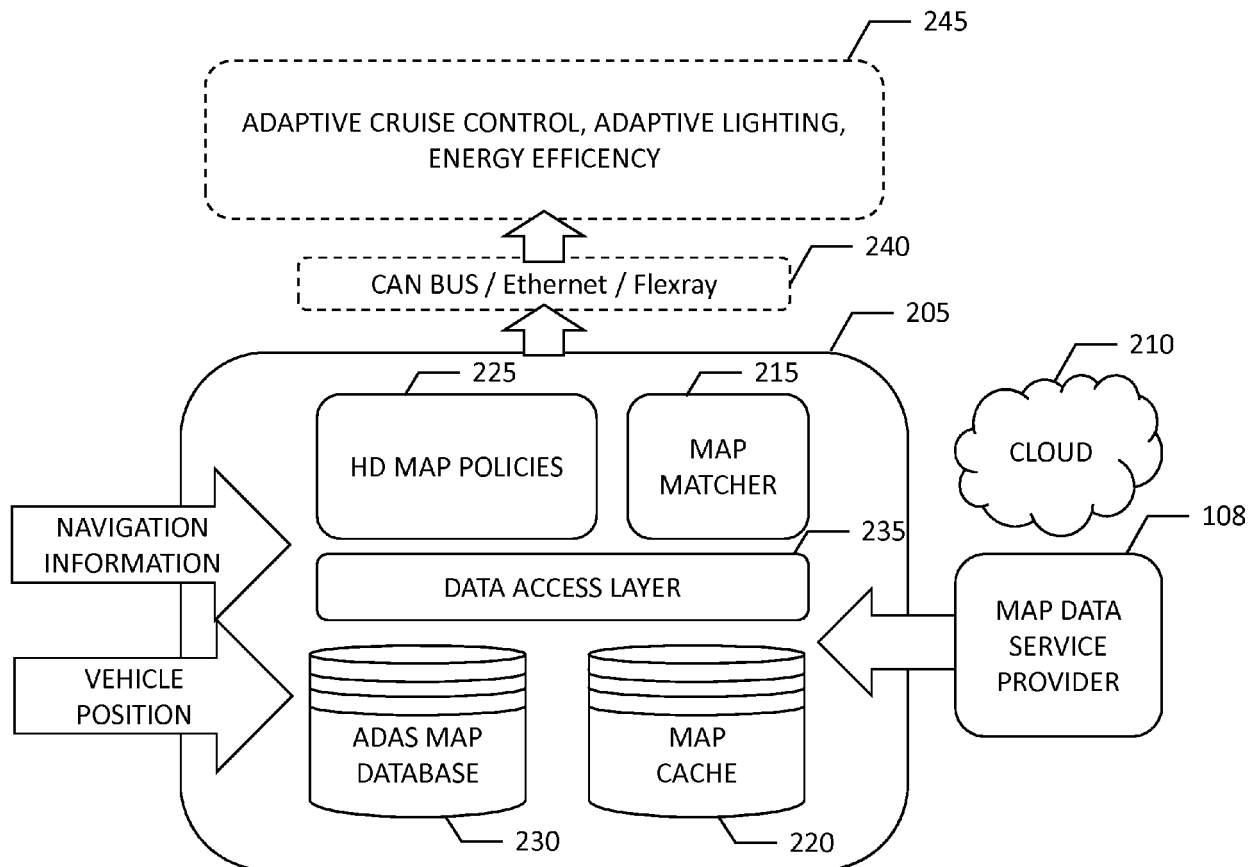 245
ADAPTIVE CRUISE CONTROL, ADAPTIVE LIGHTING,
ENERGY EFFICENCY
240
CAN BUS / Ethernet / Flexray
205
225
215
210
HD MAP POLICIES
MAP
MATCHER
CLOUD
NAVIGATION
INFORMATION
235
108
DATA ACCESS LAYER
MAP DATA
SERVICE
PROVIDER
VEHICLE
POSITION
ADAS MAP
DATABASE
MAP
CACHE
230
220